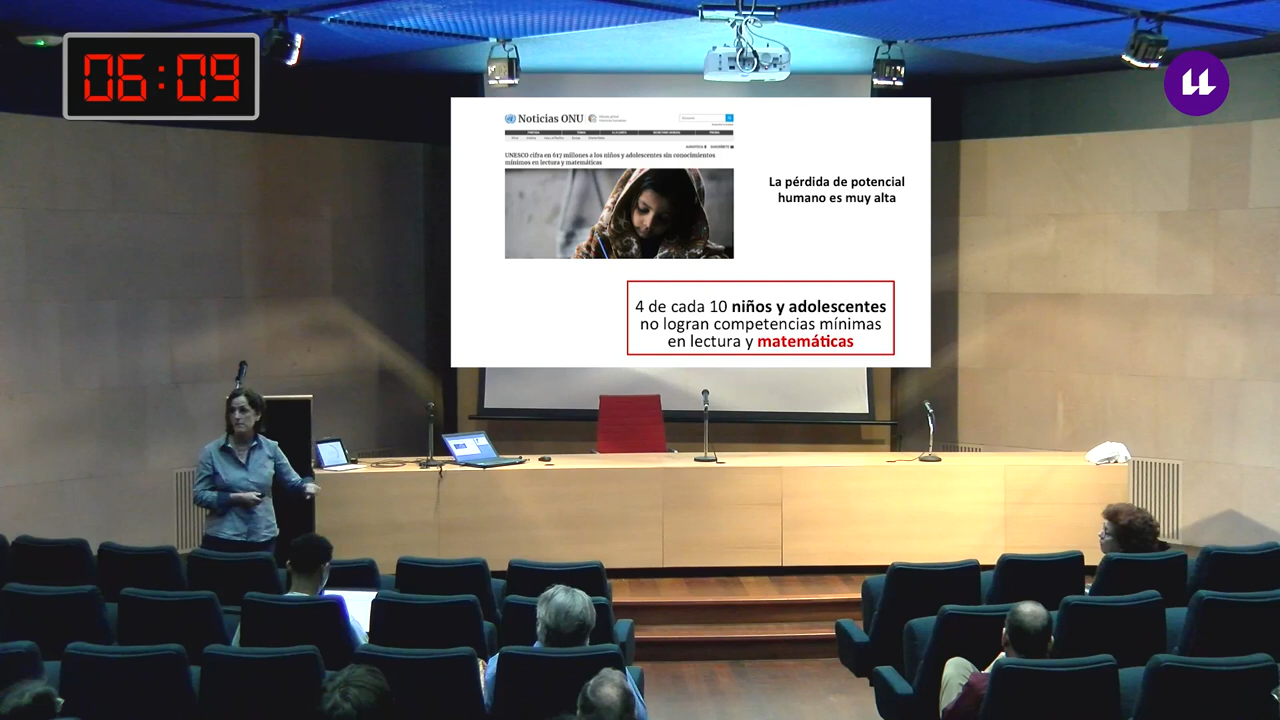 06:09
Noticias ONU
UNESCO cifra en 617 millones a los niños y adolescentes sin conocimientos
mínimos en lectura y matemáticas
La pérdida de potencial
humano es muy alta
4 de cada 10 niños y adolescentes
no logran competencias mínimas
en lectura y matemáticas